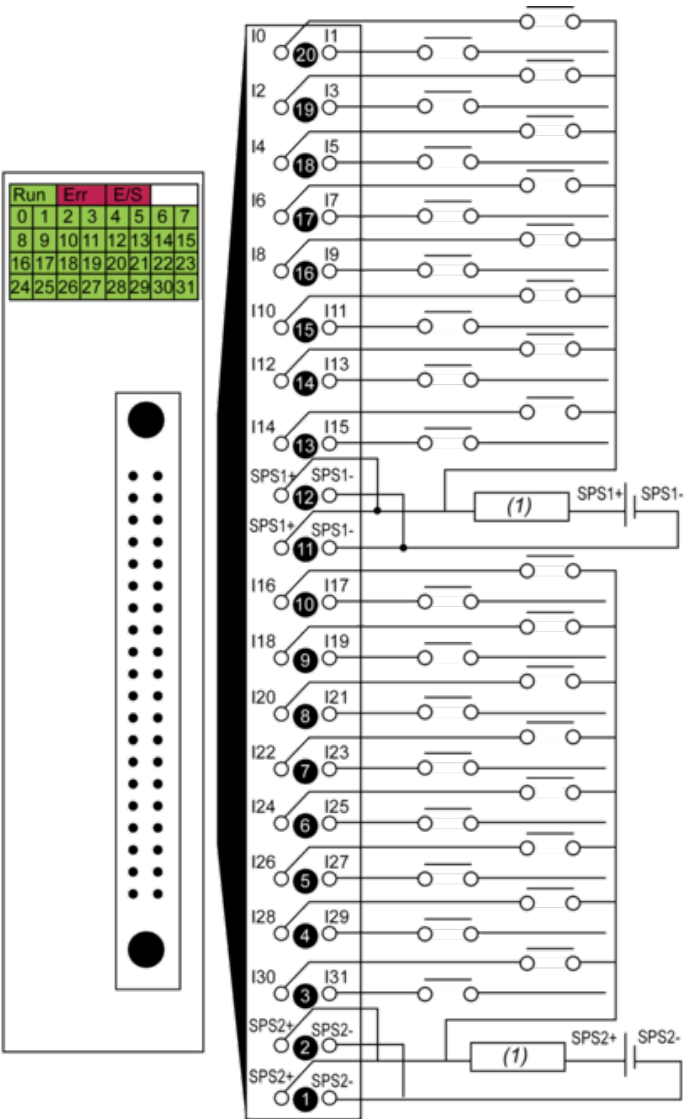 Run Err E/S
0 1 2 3 4 5 6 7
8 9 10 11 12 13 14 15
16 17 18 19 20 21 22 23
24 25 26 27 28 29 30 31
I0 I1
20
I2 I3
19
I4 I5
18
I6 I7
17
I8 I9
16
I10 I11
15
I12 I13
14
I14 I15
13
SPS1+ SPS1-
12
(1) SPS1+ SPS1-
SPS1+ SPS1-
11
I16 I17
10
I18 I19
9
I20 I21
8
I22 I23
7
I24 I25
6
I26 I27
5
I28 I29
4
I30 I31
3
SPS2+ SPS2-
2
(1) SPS2+ SPS2-
SPS2+ SPS2-
1